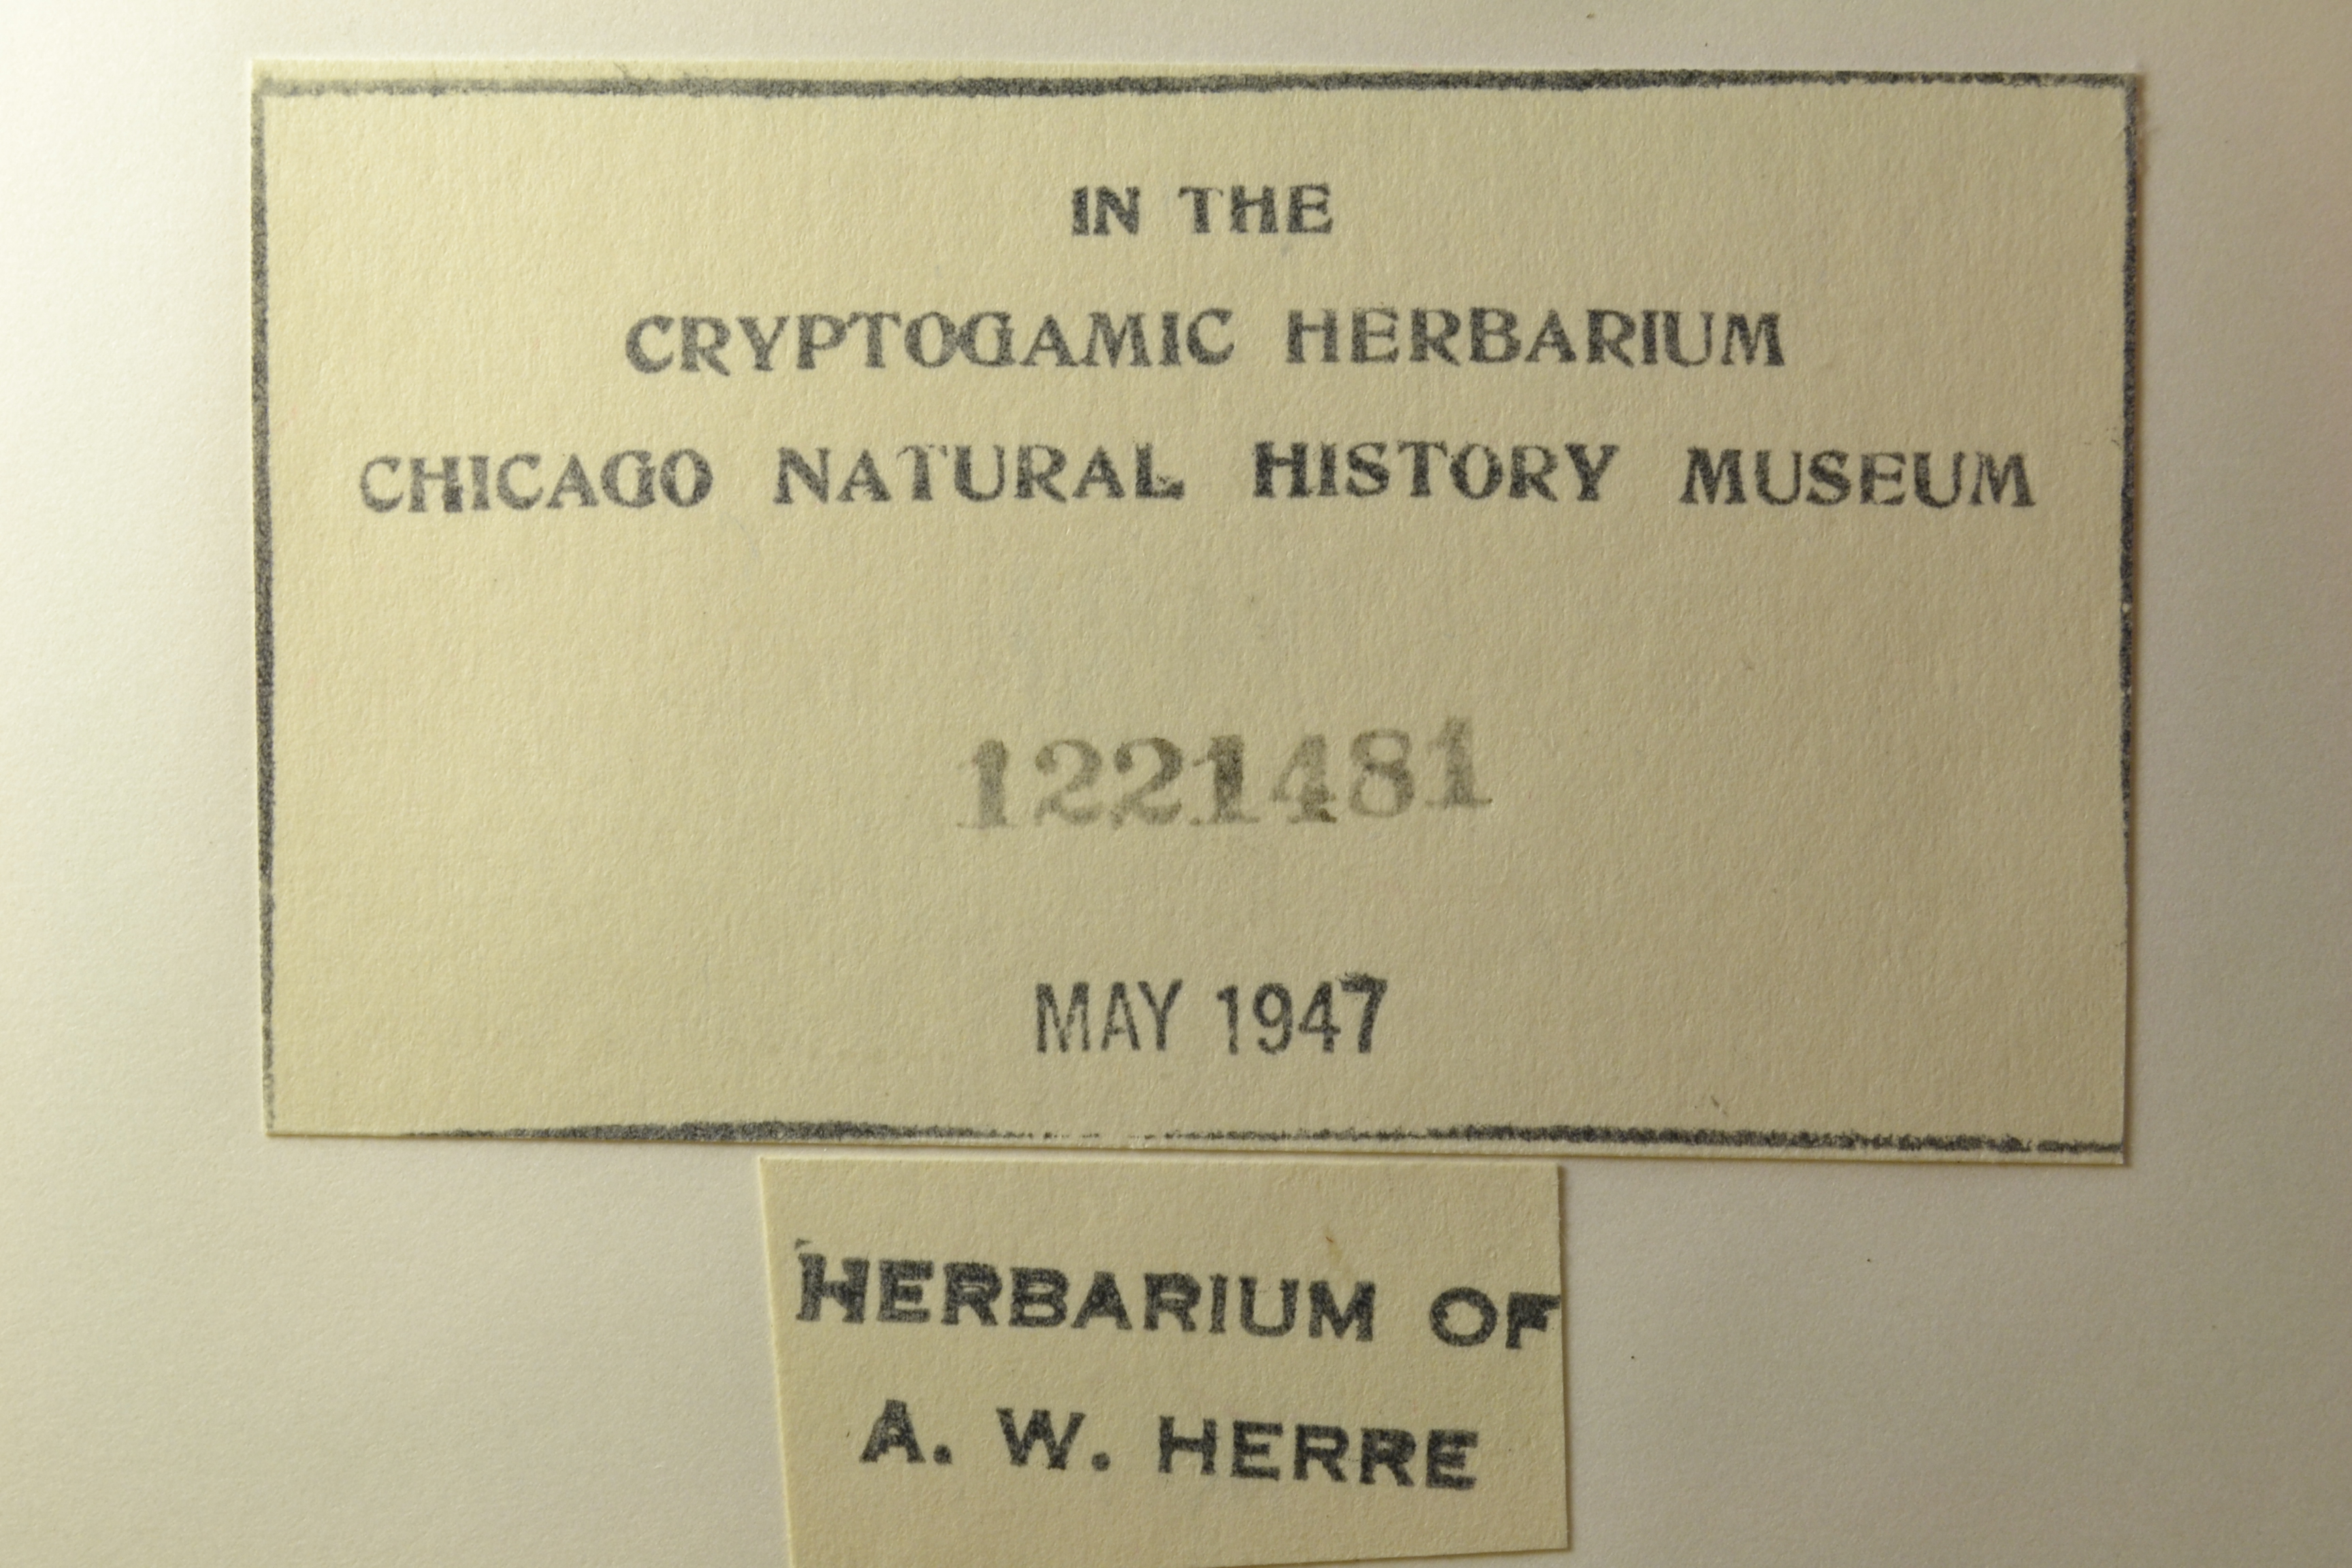 IN THE
CRYPTOGAMIC HERBARIUM
CHICAGO NATURAL HISTORY MUSEUM
1221481
MAY 1947
HERBARIUM OF
A. W. HERRE